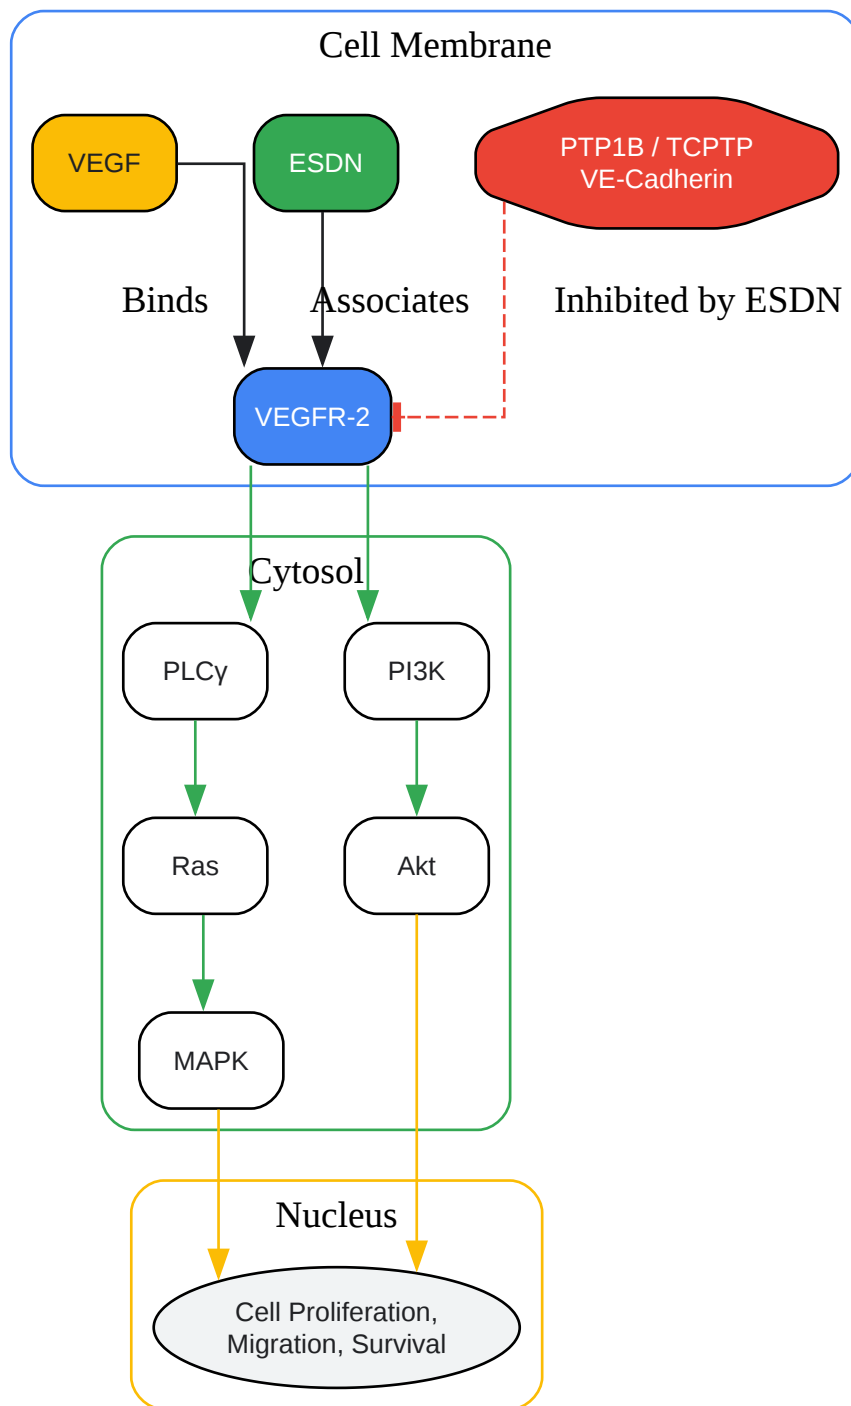 Cell Membrane
VEGF
ESDN
PTP1B / TCPTP
VE-Cadherin
Binds
Associates
Inhibited by ESDN
VEGFR-2
Cytosol
PLCγ
PI3K
Ras
Akt
MAPK
Nucleus
Cell Proliferation,
Migration, Survival